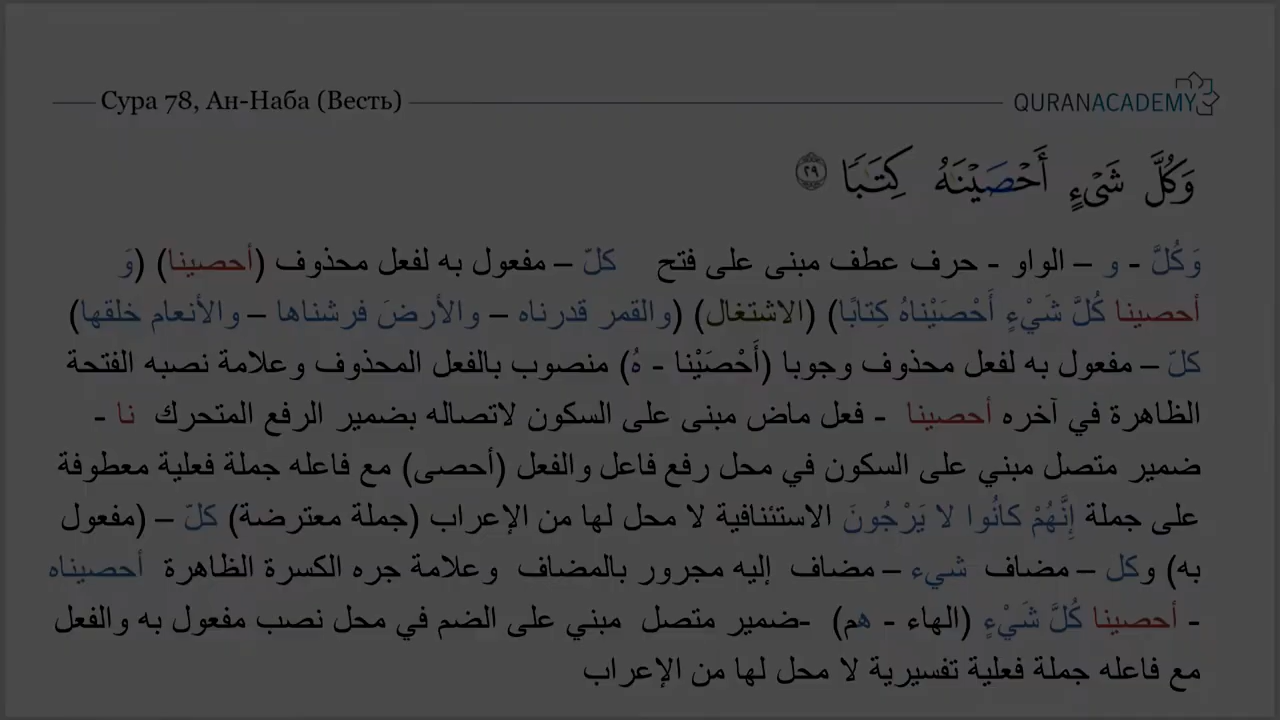 Сура 78, Ан-Наба (Весть)
QURANACADEMY
وَكُلَّ شَىْءٍ أَحْصَيْنَـٰهُ كِتَـٰبًا ٢٩
وَكُلَّ - و – الواو - حرف عطف مبنى على فتح كلّ – مفعول به لفعل محذوف (أحصينا) (وَ
أحصينا كُلَّ شَيْءٍ أَحْصَيْناهُ كِتابًا) (الاشتغال) (والقمر قدرناه – والأرضَ فرشناها – والأنعام خلقها)
كلّ – مفعول به لفعل محذوف وجوبا (أَحْصَيْنا - هُ) منصوب بالفعل المحذوف وعلامة نصبه الفتحة
الظاهرة في آخره أحصينا - فعل ماض مبنى على السكون لاتصاله بضمير الرفع المتحرك نا -
ضمير متصل مبني على السكون في محل رفع فاعل والفعل (أحصى) مع فاعله جملة فعلية معطوفة
على جملة إِنَّهُمْ كانُوا لا يَرْجُونَ الاستئنافية لا محل لها من الإعراب (جملة معترضة) كلّ – (مفعول
به) وكل – مضاف شيء – مضاف إليه مجرور بالمضاف وعلامة جره الكسرة الظاهرة أحصيناه
- أحصينا كُلَّ شَيْءٍ (الهاء - هم) -ضمير متصل مبني على الضم في محل نصب مفعول به والفعل
مع فاعله جملة فعلية تفسيرية لا محل لها من الإعراب